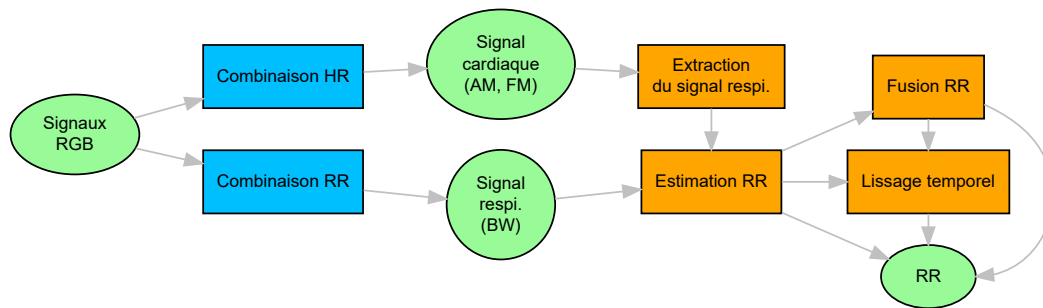 Signaux
RGB
Combinaison HR
Combinaison RR
Signal
cardiaque
(AM, FM)
Signal
respi.
(BW)
Extraction
du signal respi.
Estimation RR
Fusion RR
Lissage temporel
RR